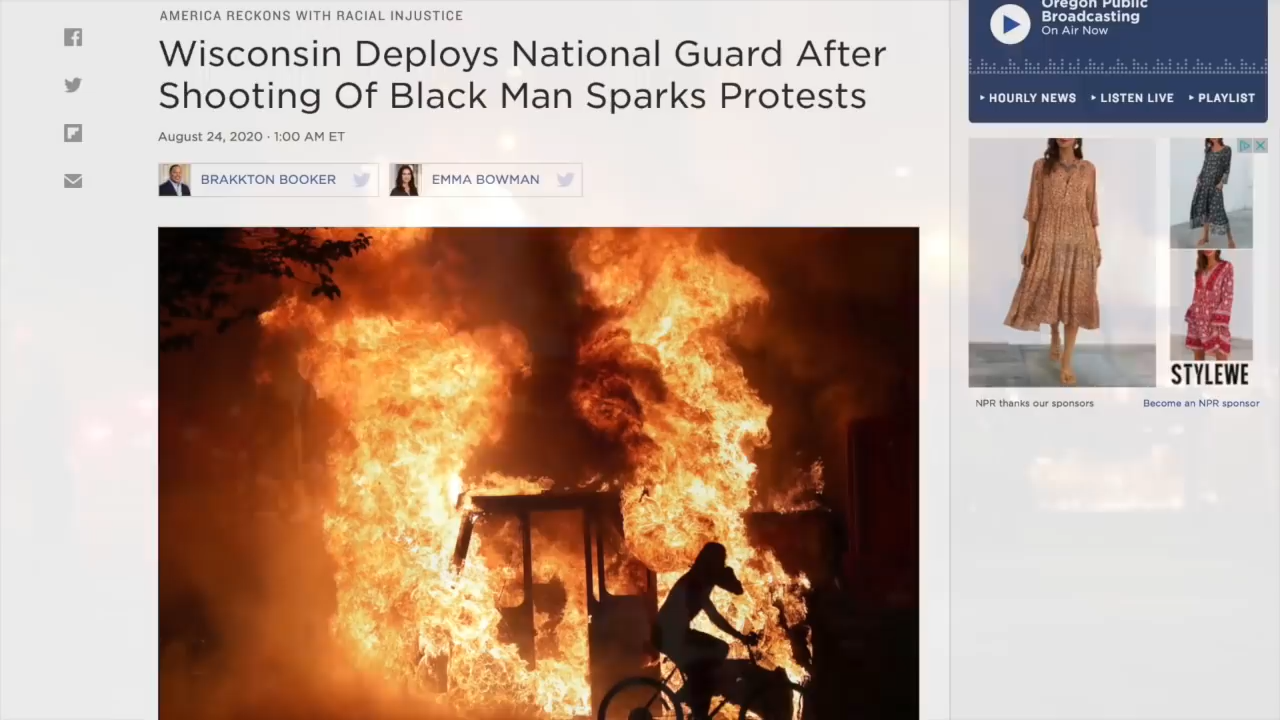 AMERICA RECKONS WITH RACIAL INJUSTICE
Wisconsin Deploys National Guard After
Shooting Of Black Man Sparks Protests
August 24, 2020 · 1:00 AM ET
BRAKKTON BOOKER
EMMA BOWMAN
Oregon Public
Broadcasting
On Air Now
HOURLY NEWS
LISTEN LIVE
PLAYLIST
STYLEWE
NPR thanks our sponsors
Become an NPR sponsor